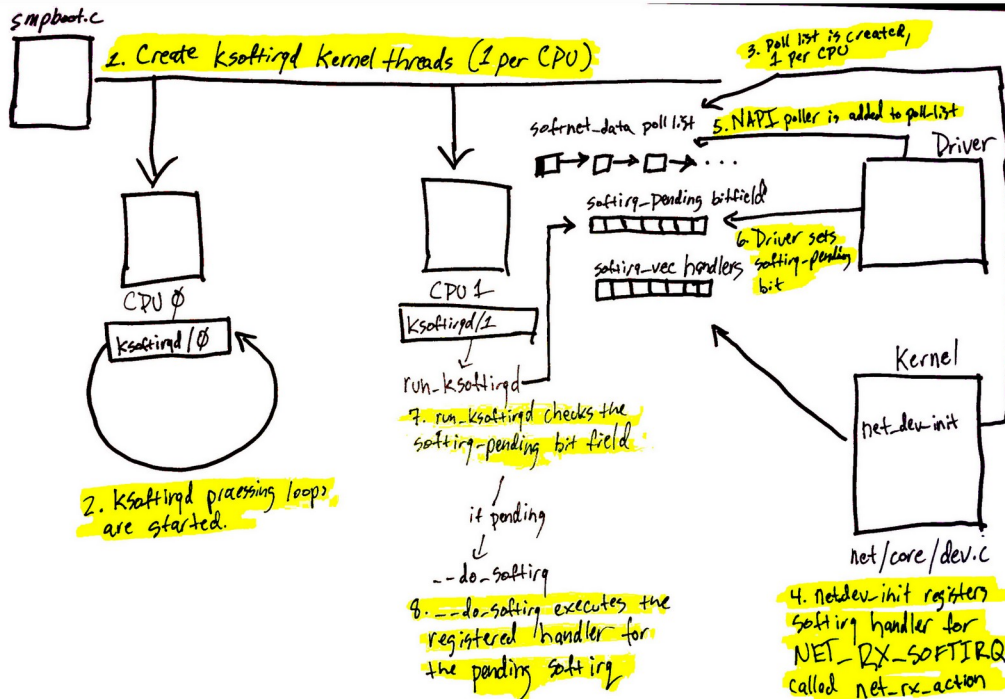 smpboot.c
1. Create ksoftirqd kernel threads (1 per CPU)
3. Poll list is created,
1 per CPU
softnet_data poll list
5. NAPI poller is added to poll list
Driver
softirq_pending bitfield
6. Driver sets
softirq-pending
bit
softirq_vec handlers
CPU 0
ksoftirqd/0
2. ksoftirqd processing loops
are started.
CPU 1
ksoftirqd/1
run_ksoftirqd
7. run_ksoftirqd checks the
softirq-pending bit field
if pending
__do_softirq
8. __do_softirq executes the
registered handler for
the pending softirq
Kernel
net_dev_init
net/core/dev.c
4. netdev_init registers
softirq handler for
NET_RX_SOFTIRQ
called net_rx_action